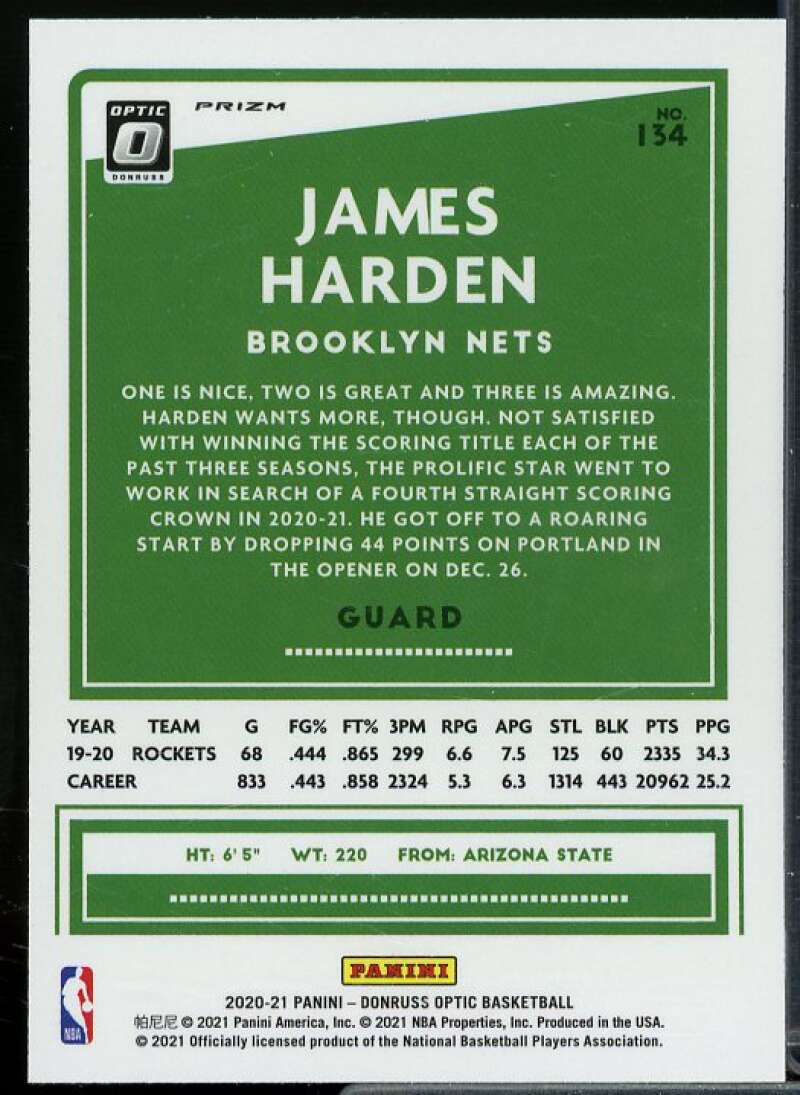 OPTIC
PRIZM
DONRUSS
NO.
134
JAMES
HARDEN
BROOKLYN NETS
ONE IS NICE, TWO IS GREAT AND THREE IS AMAZING.
HARDEN WANTS MORE, THOUGH. NOT SATISFIED
WITH WINNING THE SCORING TITLE EACH OF THE
PAST THREE SEASONS, THE PROLIFIC STAR WENT TO
WORK IN SEARCH OF A FOURTH STRAIGHT SCORING
CROWN IN 2020-21. HE GOT OFF TO A ROARING
START BY DROPPING 44 POINTS ON PORTLAND IN
THE OPENER ON DEC. 26.
GUARD
YEAR TEAM G FG% FT% 3PM RPG APG STL BLK PTS PPG
19-20 ROCKETS 68 .444 .865 299 6.6 7.5 125 60 2335 34.3
CAREER 833 .443 .858 2324 5.3 6.3 1314 443 20962 25.2
HT: 6' 5" WT: 220 FROM: ARIZONA STATE
PANINI
NBA
2020-21 PANINI – DONRUSS OPTIC BASKETBALL
帕尼尼 © 2021 Panini America, Inc. © 2021 NBA Properties, Inc. Produced in the USA.
© 2021 Officially licensed product of the National Basketball Players Association.